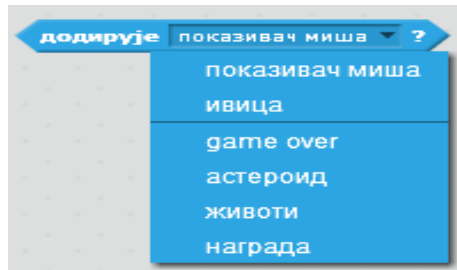 додирује показивач миша ?
показивач миша
ивица
game over
астероид
животи
награда